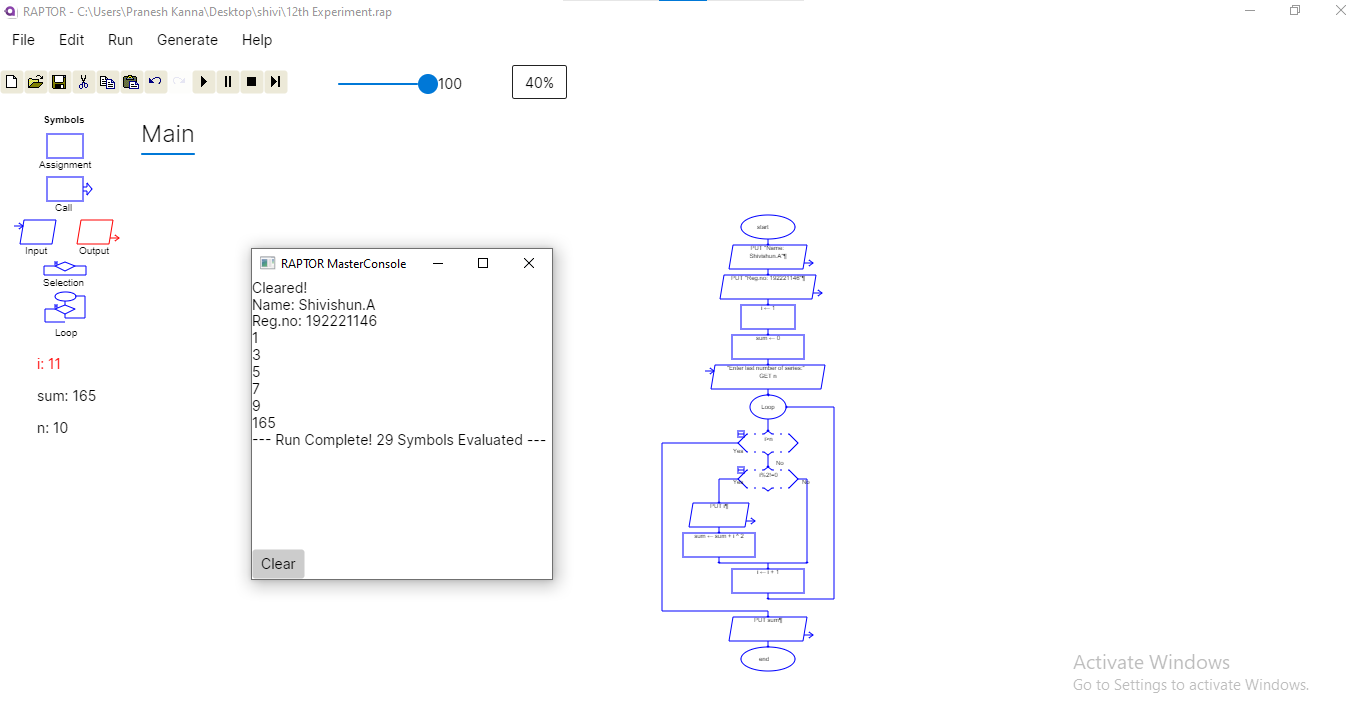 RAPTOR - C:\Users\Pranesh Kanna\Desktop\shivi\12th Experiment.rap
File Edit Run Generate Help
100
40%
Symbols
Assignment
Call
Input Output
Selection
Loop
i: 11
sum: 165
n: 10
Main
RAPTOR MasterConsole
Cleared!
Name: Shivishun.A
Reg.no: 192221146
1
3
5
7
9
165
--- Run Complete! 29 Symbols Evaluated ---
Clear
start
PUT "Name:
Shivishun.A"¶
PUT "Reg.no: 192221146"¶
i ← 1
sum ← 0
"Enter last number of series:"
GET n
Loop
Yes
No
i%2!=0
Yes No
PUT i¶
sum ← sum + i ^ 2
i ← i + 1
PUT sum¶
end
Activate Windows
Go to Settings to activate Windows.